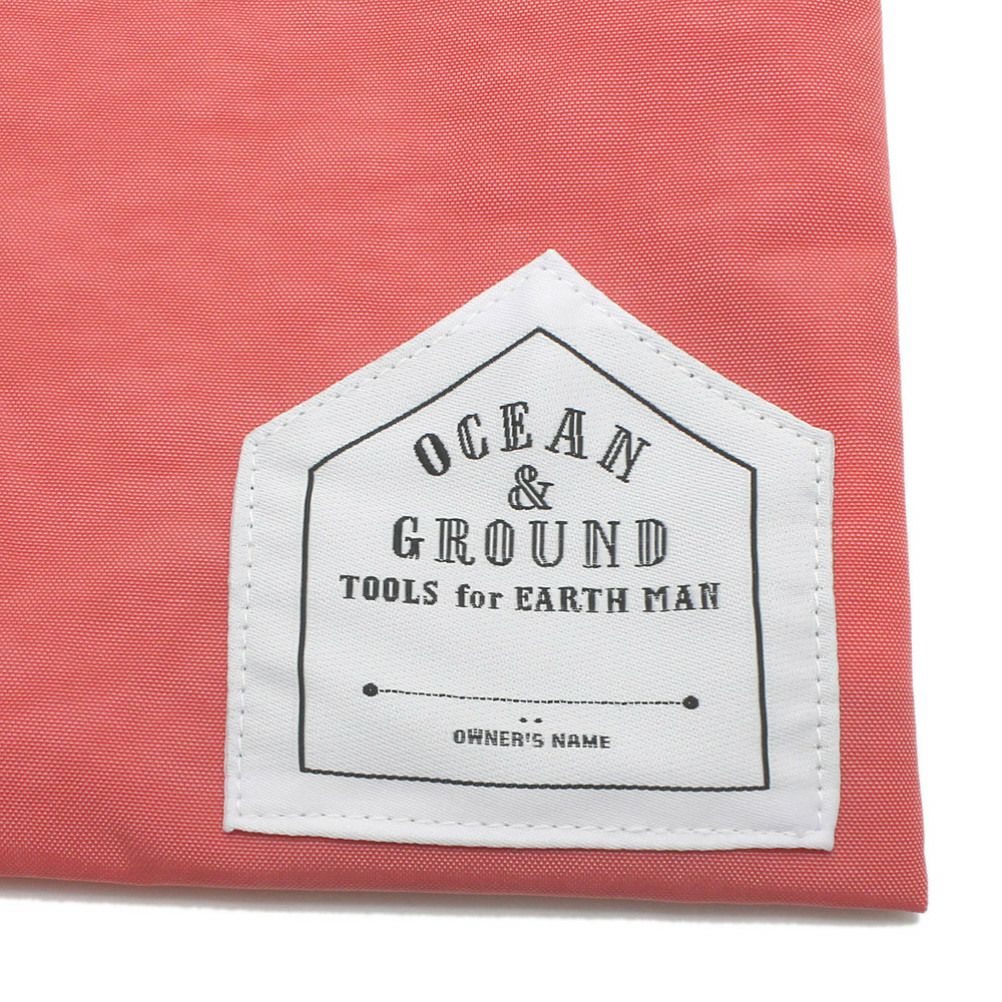 OCEAN
&
GROUND
TOOLS for EARTH MAN
OWNER'S NAME